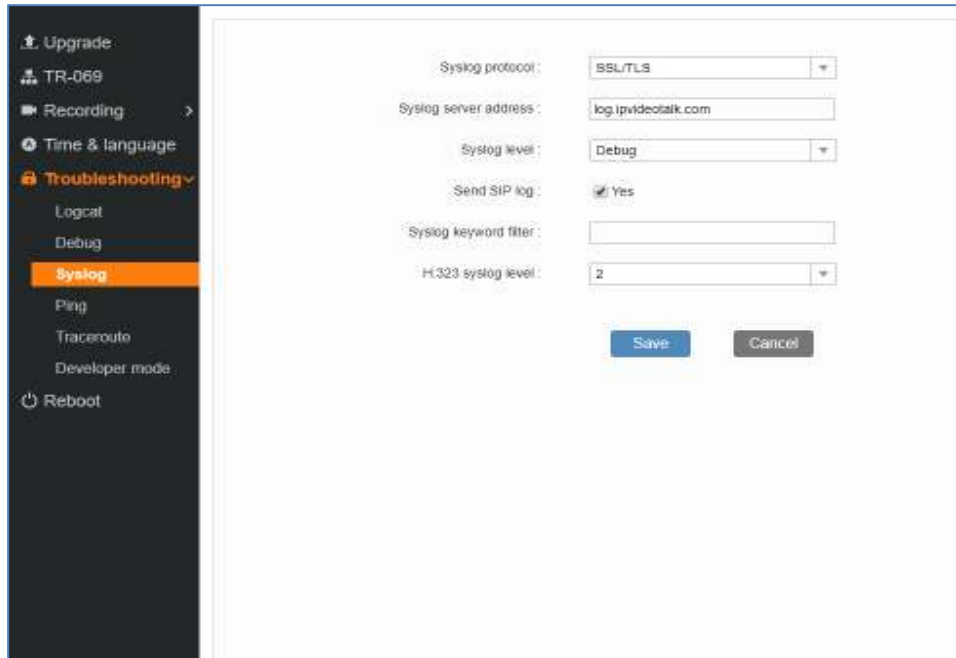 Upgrade
TR-069
Recording
Time & language
Troubleshooting
Logcat
Debug
Syslog
Ping
Traceroute
Developer mode
Reboot
Syslog protocol :
SSL/TLS
Syslog server address :
log.ipvideotalk.com
Syslog level :
Debug
Send SIP log :
Yes
Syslog keyword filter :
H.323 syslog level :
2
Save
Cancel